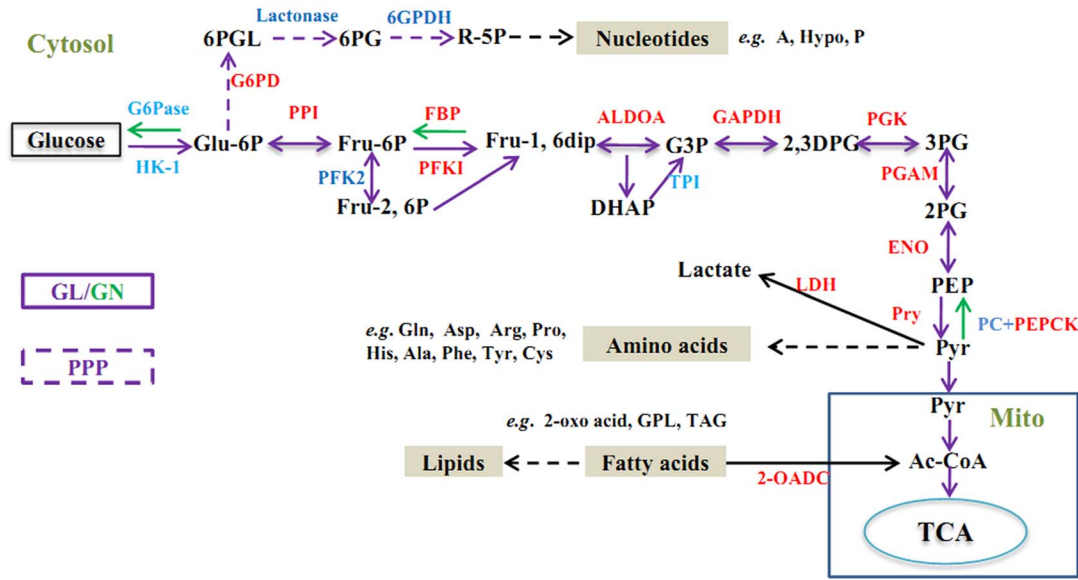 Cytosol
Lactonase
6GPDH
6PGL
6PG
R-5P
Nucleotides
e.g. A, Hypo, P
G6PD
G6Pase
PPI
FBP
ALDOA
GAPDH
PGK
Glucose
Glu-6P
Fru-6P
Fru-1, 6dip
G3P
2,3DPG
3PG
HK-1
PFK2
PFKI
TPI
PGAM
Fru-2, 6P
DHAP
2PG
ENO
Lactate
LDH
PEP
GL/GN
Pry
PC+PEPCK
e.g. Gln, Asp, Arg, Pro,
His, Ala, Phe, Tyr, Cys
Amino acids
Pyr
PPP
Pyr
Mito
e.g. 2-oxo acid, GPL, TAG
Lipids
Fatty acids
2-OADC
Ac-CoA
TCA